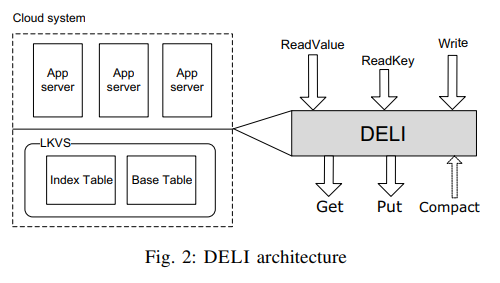 Cloud system
App
server
App
server
App
server
LKVS
Index Table
Base Table
ReadValue
ReadKey
Write
DELI
Get
Put
Compact
Fig. 2: DELI architecture